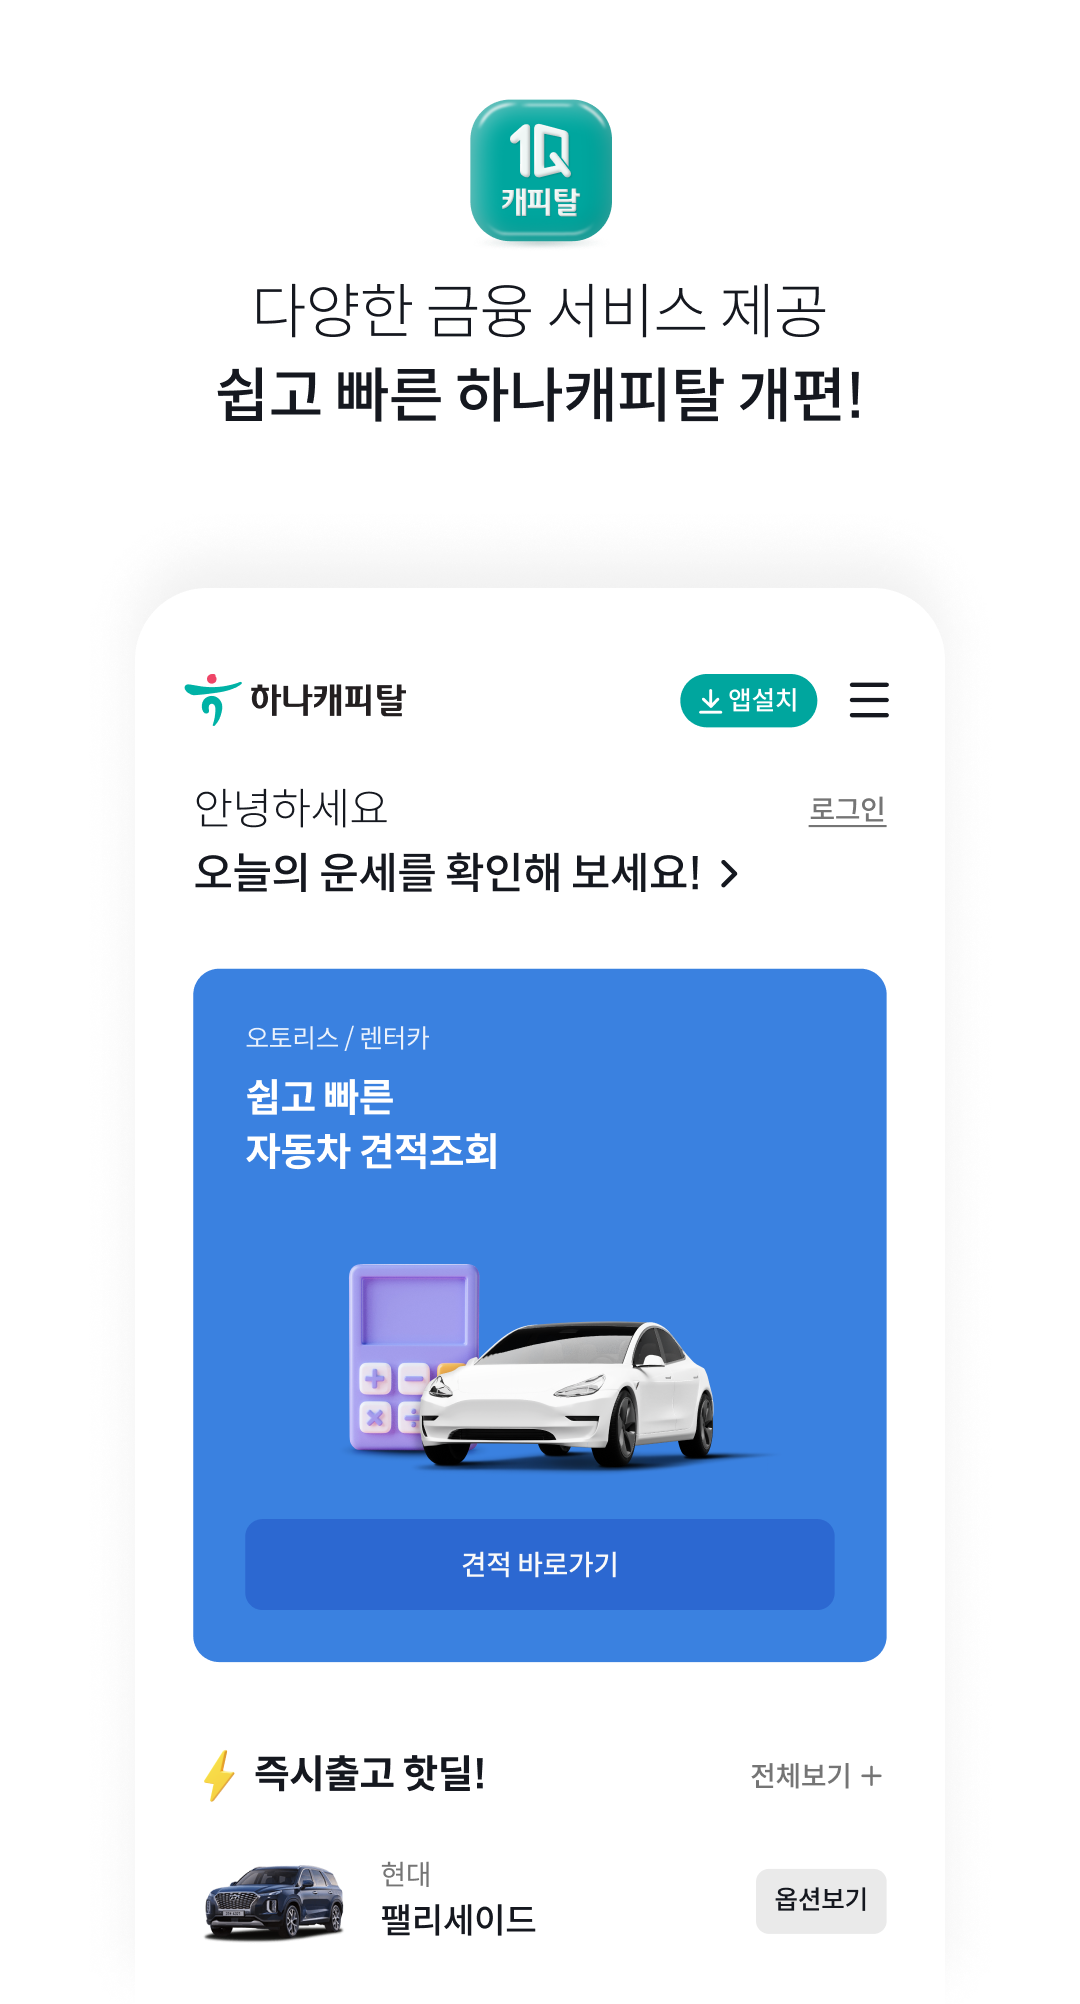 1Q
캐피탈
다양한 금융 서비스 제공
쉽고 빠른 하나캐피탈 개편!
하나캐피탈
앱설치
안녕하세요
로그인
오늘의 운세를 확인해 보세요!
오토리스 / 렌터카
쉽고 빠른
자동차 견적조회
견적 바로가기
즉시출고 핫딜!
전체보기 +
현대
팰리세이드
옵션보기